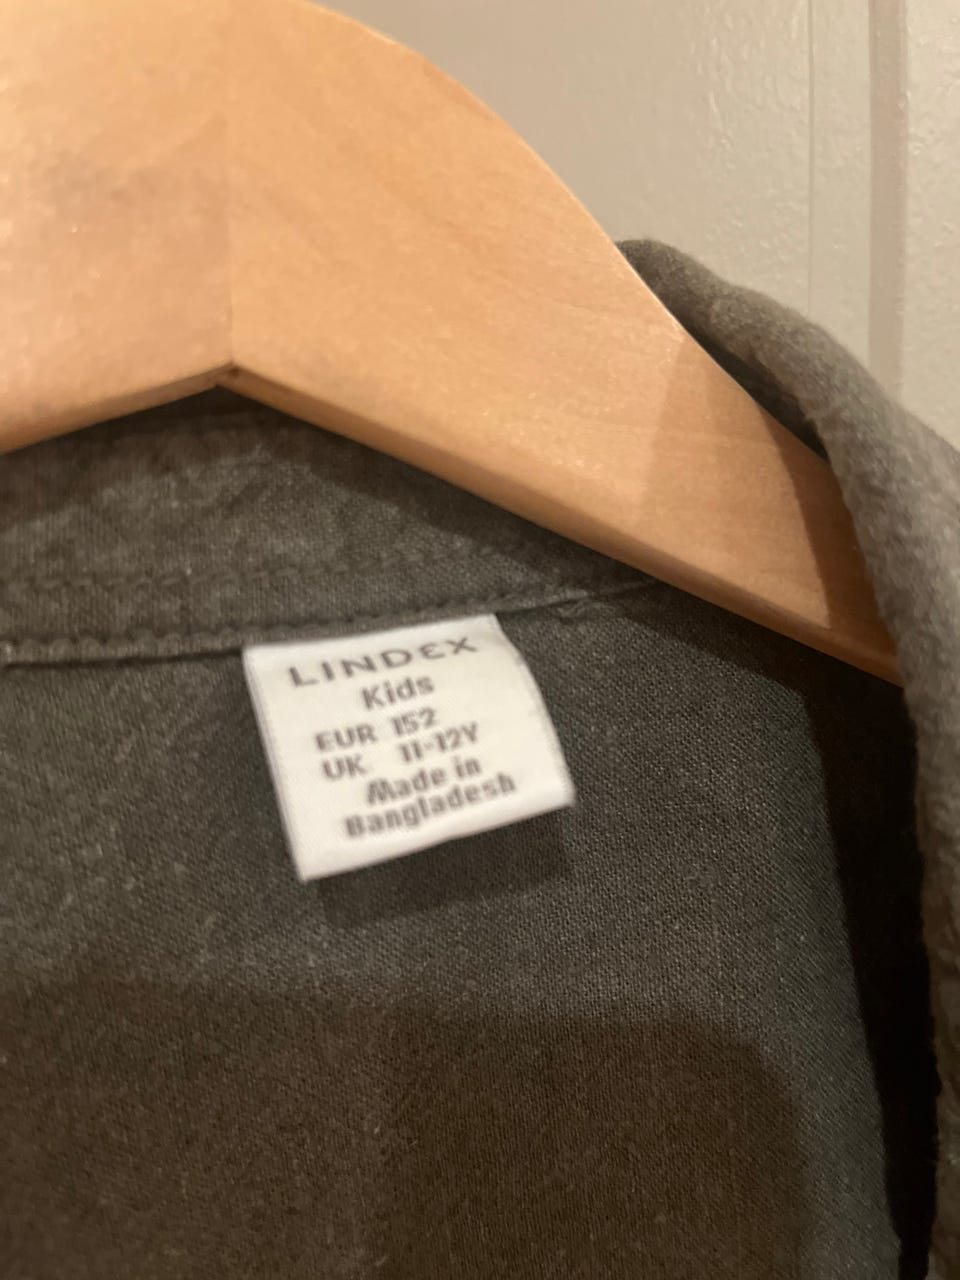 LINDEX
Kids
EUR 152
UK 11-12Y
Made in
Bangladesh